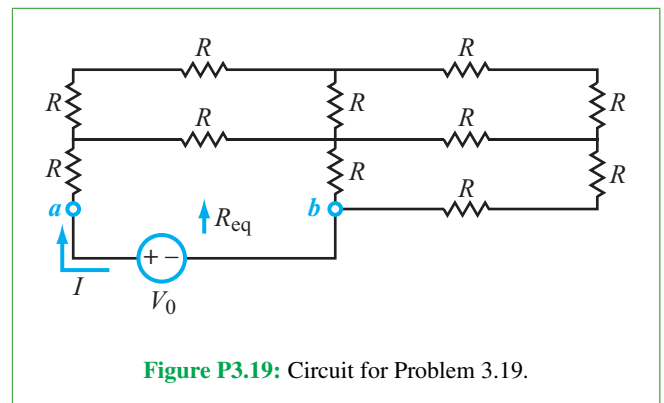 R R
R R R
R R
R R R
R
a b
R_eq
+ −
I
V_0
Figure P3.19: Circuit for Problem 3.19.